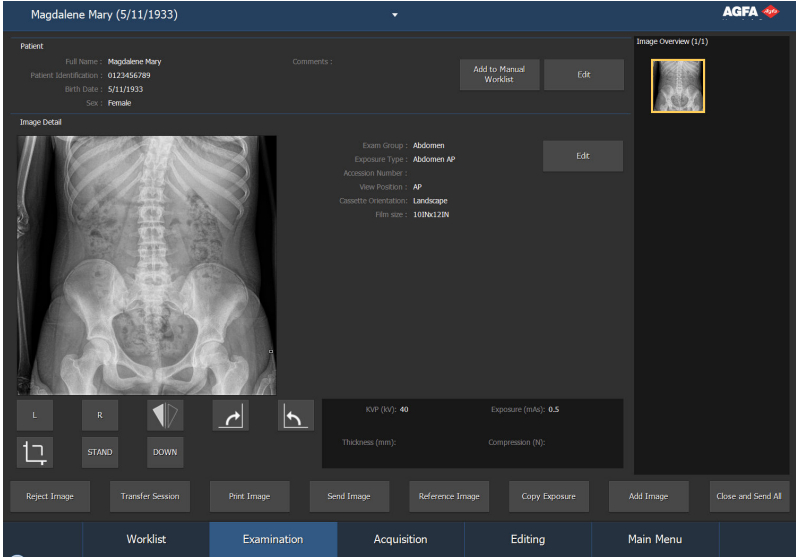 Magdalene Mary (5/11/1933)
AGFA
Patient
Full Name : Magdalene Mary
Patient Identification : 0123456789
Birth Date : 5/11/1933
Sex : Female
Comments :
Add to Manual
Worklist
Edit
Image Overview (1/1)
Image Detail
Exam Group : Abdomen
Exposure Type : Abdomen AP
Accession Number :
View Position : AP
Cassette Orientation: Landscape
Film size : 10INx12IN
Edit
L
R
STAND
DOWN
KVP (kV): 40
Exposure (mAs): 0.5
Thickness (mm):
Compression (N):
Reject Image
Transfer Session
Print Image
Send Image
Reference Image
Copy Exposure
Add Image
Close and Send All
Worklist
Examination
Acquisition
Editing
Main Menu